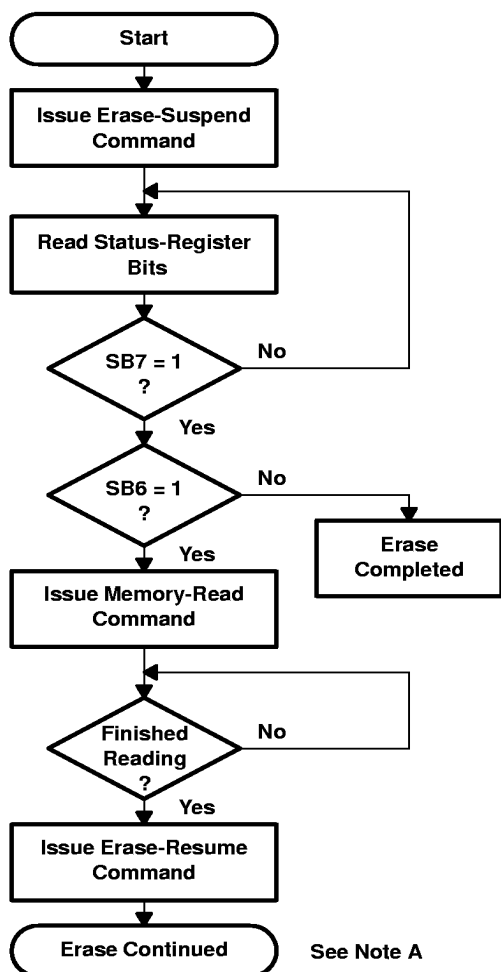 Start
Issue Erase-Suspend
Command
Read Status-Register
Bits
SB7 = 1
?
No
Yes
SB6 = 1
?
No
Yes
Erase
Completed
Issue Memory-Read
Command
Finished
Reading
?
No
Yes
Issue Erase-Resume
Command
Erase Continued
See Note A